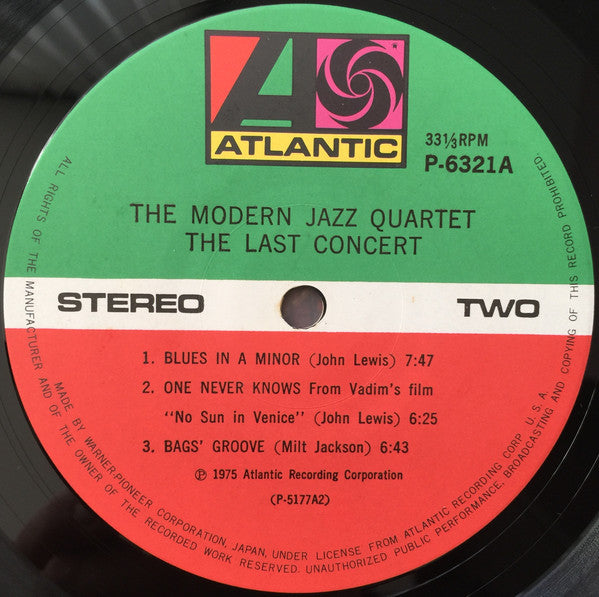 ATLANTIC
33⅓RPM
P-6321A
THE MODERN JAZZ QUARTET
THE LAST CONCERT
STEREO TWO
1. BLUES IN A MINOR (John Lewis) 7:47
2. ONE NEVER KNOWS From Vadim's film
"No Sun in Venice" (John Lewis) 6:25
3. BAGS' GROOVE (Milt Jackson) 6:43
℗ 1975 Atlantic Recording Corporation
(P-5177A2)
MADE BY WARNER-PIONEER CORPORATION, JAPAN, UNDER LICENSE FROM ATLANTIC RECORDING CORP. U.S.A.
ALL RIGHTS OF THE MANUFACTURER AND OF THE OWNER OF THE RECORDED WORK RESERVED. UNAUTHORIZED PUBLIC PERFORMANCE, BROADCASTING AND COPYING OF THIS RECORD PROHIBITED.